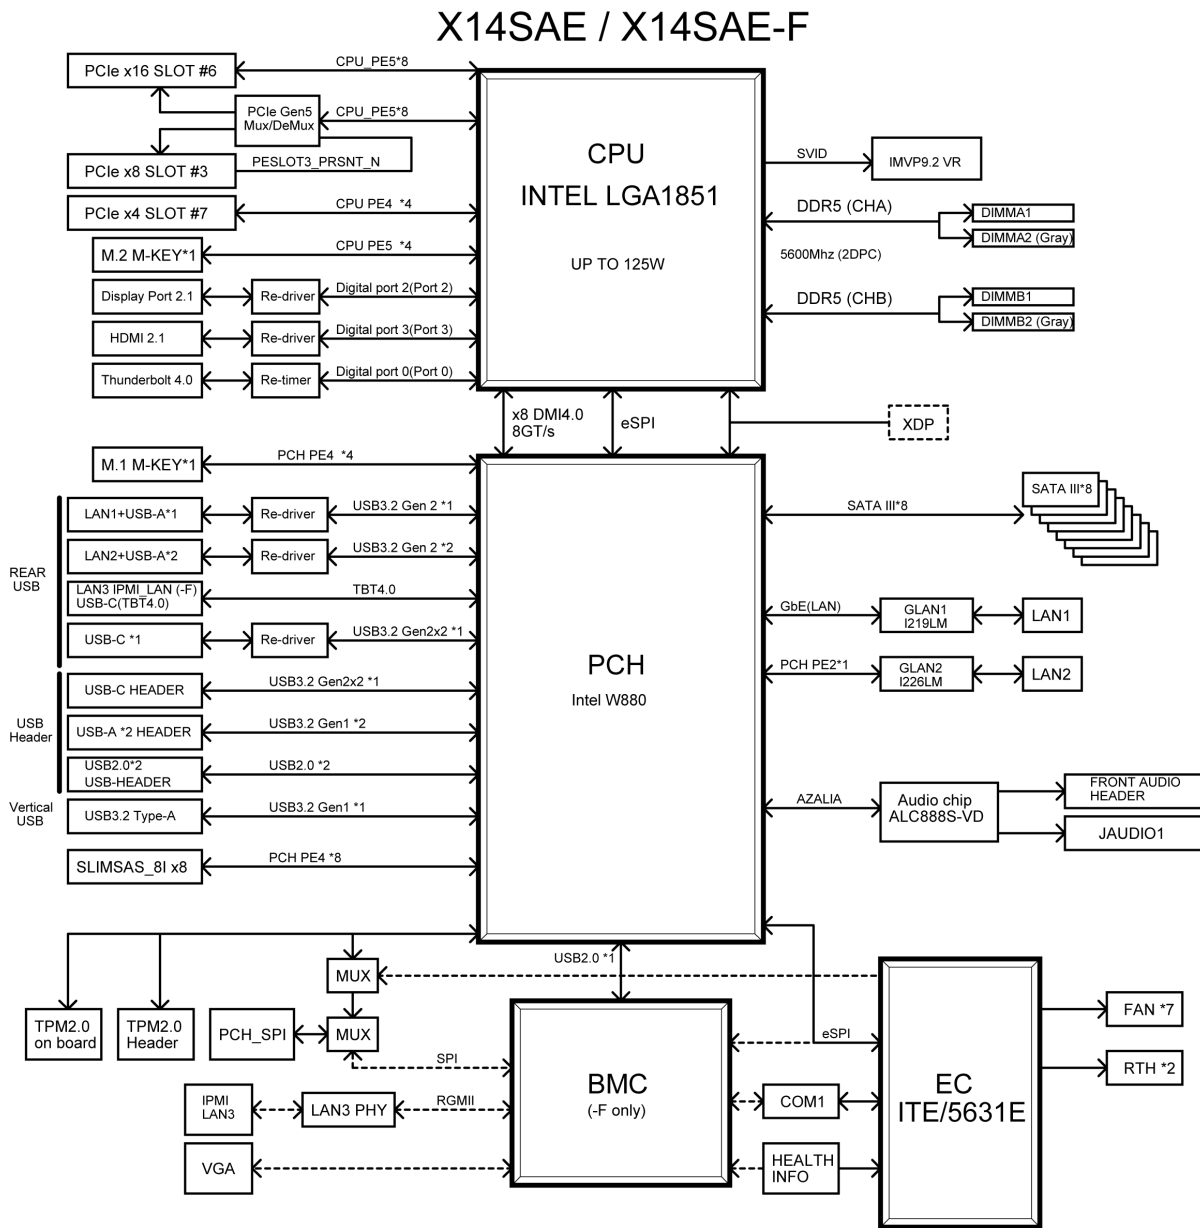 X14SAE / X14SAE-F
PCIe x16 SLOT #6
CPU_PE5*8
PCIe Gen5
Mux/DeMux
CPU_PE5*8
PCIe x8 SLOT #3
PESLOT3_PRSNT_N
PCIe x4 SLOT #7
CPU PE4 *4
M.2 M-KEY*1
CPU PE5 *4
Display Port 2.1
Re-driver
Digital port 2(Port 2)
HDMI 2.1
Re-driver
Digital port 3(Port 3)
Thunderbolt 4.0
Re-timer
Digital port 0(Port 0)
CPU
INTEL LGA1851
UP TO 125W
SVID
IMVP9.2 VR
DDR5 (CHA)
DIMMA1
DIMMA2 (Gray)
5600Mhz (2DPC)
DDR5 (CHB)
DIMMB1
DIMMB2 (Gray)
x8 DMI4.0
8GT/s
eSPI
XDP
M.1 M-KEY*1
PCH PE4 *4
REAR
USB
LAN1+USB-A*1
Re-driver
USB3.2 Gen 2 *1
LAN2+USB-A*2
Re-driver
USB3.2 Gen 2 *2
LAN3 IPMI_LAN (-F)
USB-C(TBT4.0)
TBT4.0
USB-C *1
Re-driver
USB3.2 Gen2x2 *1
USB
Header
USB-C HEADER
USB3.2 Gen2x2 *1
USB-A *2 HEADER
USB3.2 Gen1 *2
USB2.0*2
USB-HEADER
USB2.0 *2
Vertical
USB
USB3.2 Type-A
USB3.2 Gen1 *1
SLIMSAS_8I x8
PCH PE4 *8
PCH
Intel W880
SATA III*8
SATA III*8
GbE(LAN)
GLAN1
I219LM
LAN1
PCH PE2*1
GLAN2
I226LM
LAN2
AZALIA
Audio chip
ALC888S-VD
FRONT AUDIO
HEADER
JAUDIO1
USB2.0 *1
MUX
TPM2.0
on board
TPM2.0
Header
PCH_SPI
MUX
SPI
IPMI
LAN3
LAN3 PHY
RGMII
VGA
BMC
(-F only)
eSPI
COM1
HEALTH
INFO
EC
ITE/5631E
FAN *7
RTH *2